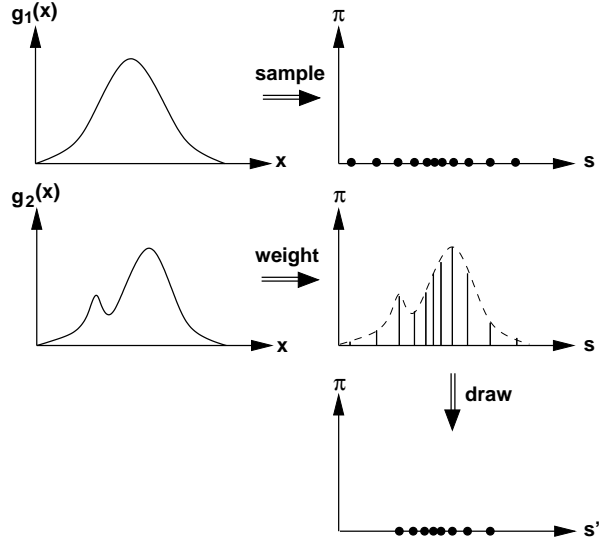 g1(x)
π
sample
x
s
g2(x)
π
weight
x
s
π
draw
s'